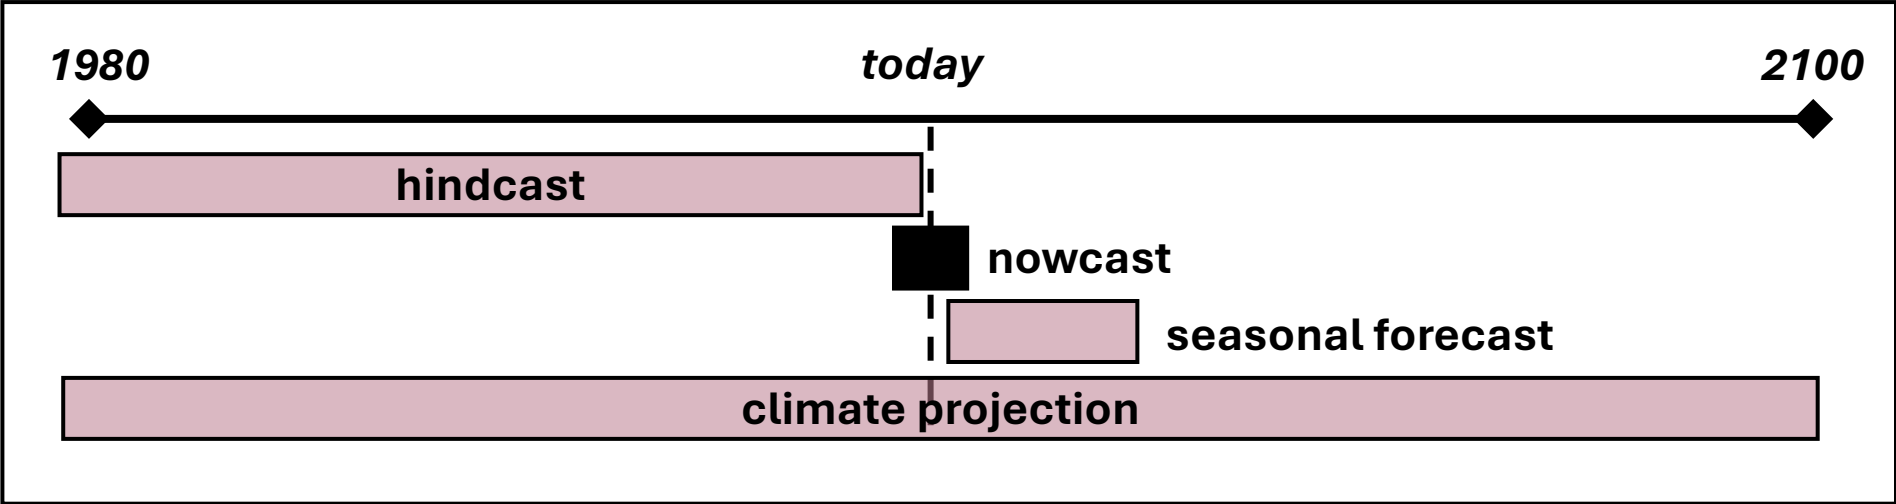 1980 today 2100
hindcast
nowcast
seasonal forecast
climate projection